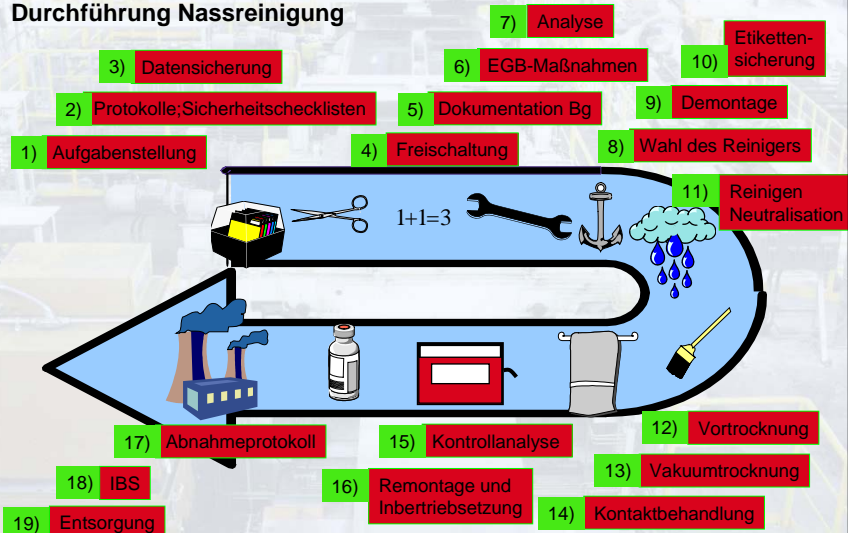 Durchführung Nassreinigung
1) Aufgabenstellung
2) Protokolle;Sicherheitschecklisten
3) Datensicherung
4) Freischaltung
5) Dokumentation Bg
6) EGB-Maßnahmen
7) Analyse
8) Wahl des Reinigers
9) Demontage
10) Etiketten-
sicherung
11) Reinigen
Neutralisation
1+1=3
12) Vortrocknung
13) Vakuumtrocknung
14) Kontaktbehandlung
15) Kontrollanalyse
16) Remontage und
Inbertriebsetzung
17) Abnahmeprotokoll
18) IBS
19) Entsorgung